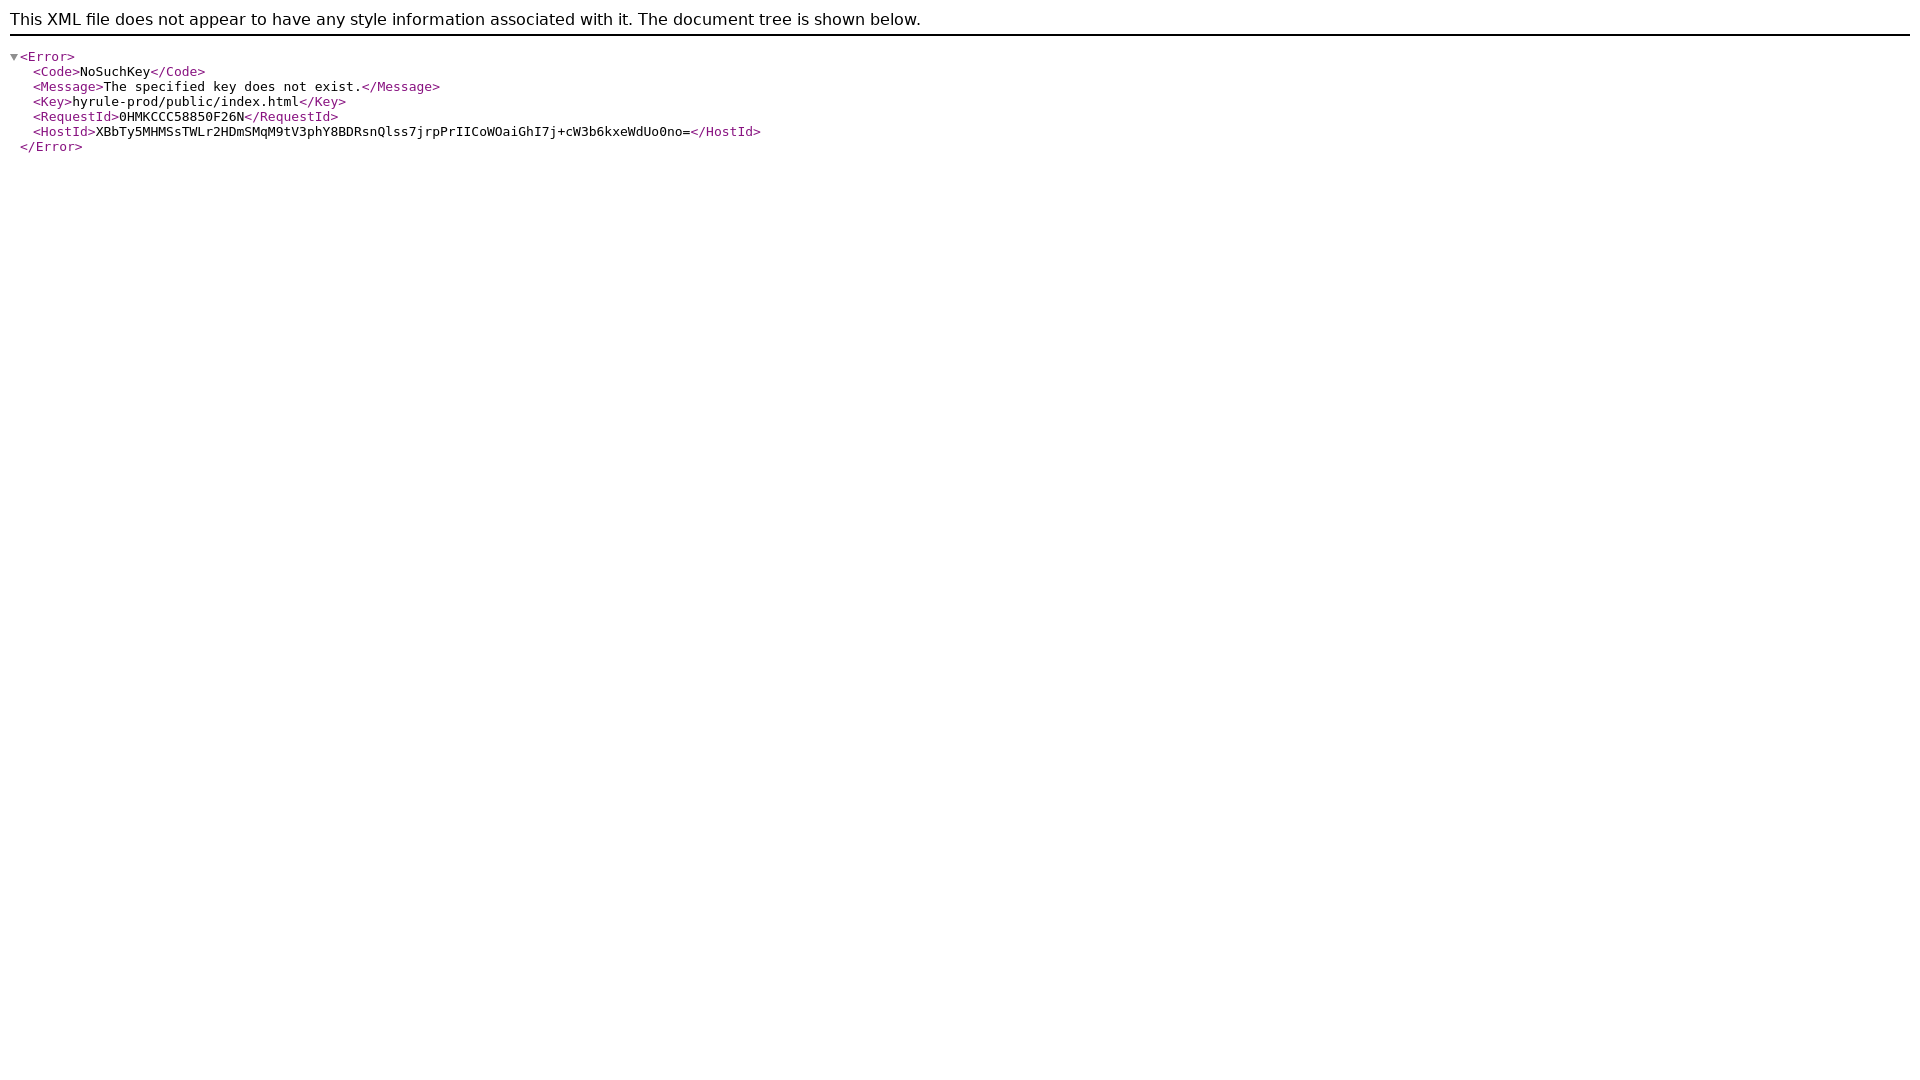 This XML file does not appear to have any style information associated with it. The document tree is shown below.
<Error>
<Code>NoSuchKey</Code>
<Message>The specified key does not exist.</Message>
<Key>hyrule-prod/public/index.html</Key>
<RequestId>0HMKCCC58850F26N</RequestId>
<HostId>XBbTy5MHMSsTWLr2HDmSMqM9tV3phY8BDRsnQlss7jrpPrIICoWOaiGhI7j+cW3b6kxeWdUo0no=</HostId>
</Error>